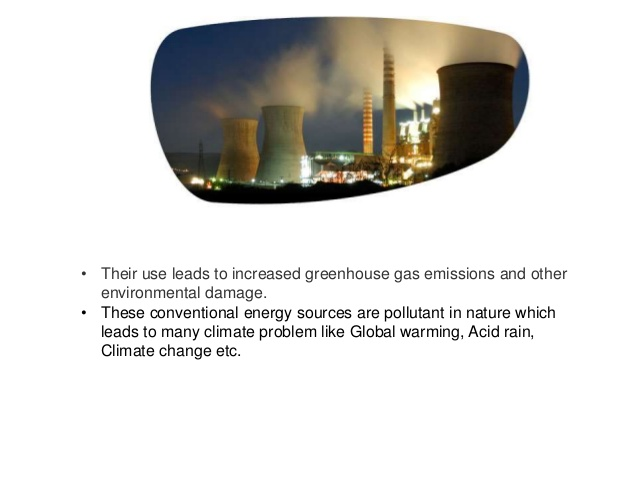 • Their use leads to increased greenhouse gas emissions and other
environmental damage.
• These conventional energy sources are pollutant in nature which
leads to many climate problem like Global warming, Acid rain,
Climate change etc.